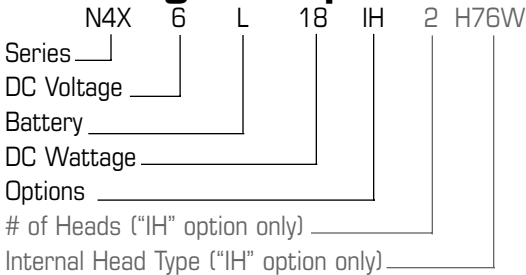 N4X 6 L 18 IH 2 H76W
Series
DC Voltage
Battery
DC Wattage
Options
# of Heads (“IH” option only)
Internal Head Type (“IH” option only)